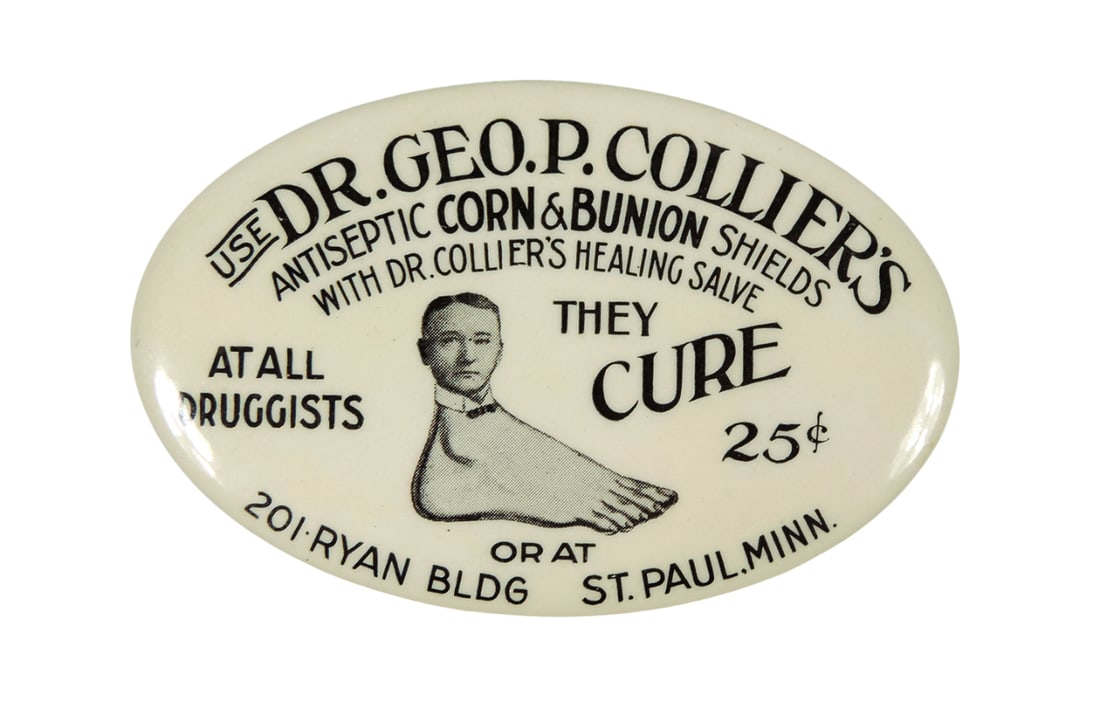 USE DR. GEO. P. COLLIER'S
ANTISEPTIC CORN & BUNION SHIELDS
WITH DR. COLLIER'S HEALING SALVE
THEY
CURE
25¢
AT ALL
DRUGGISTS
OR AT
201·RYAN BLDG ST. PAUL, MINN.